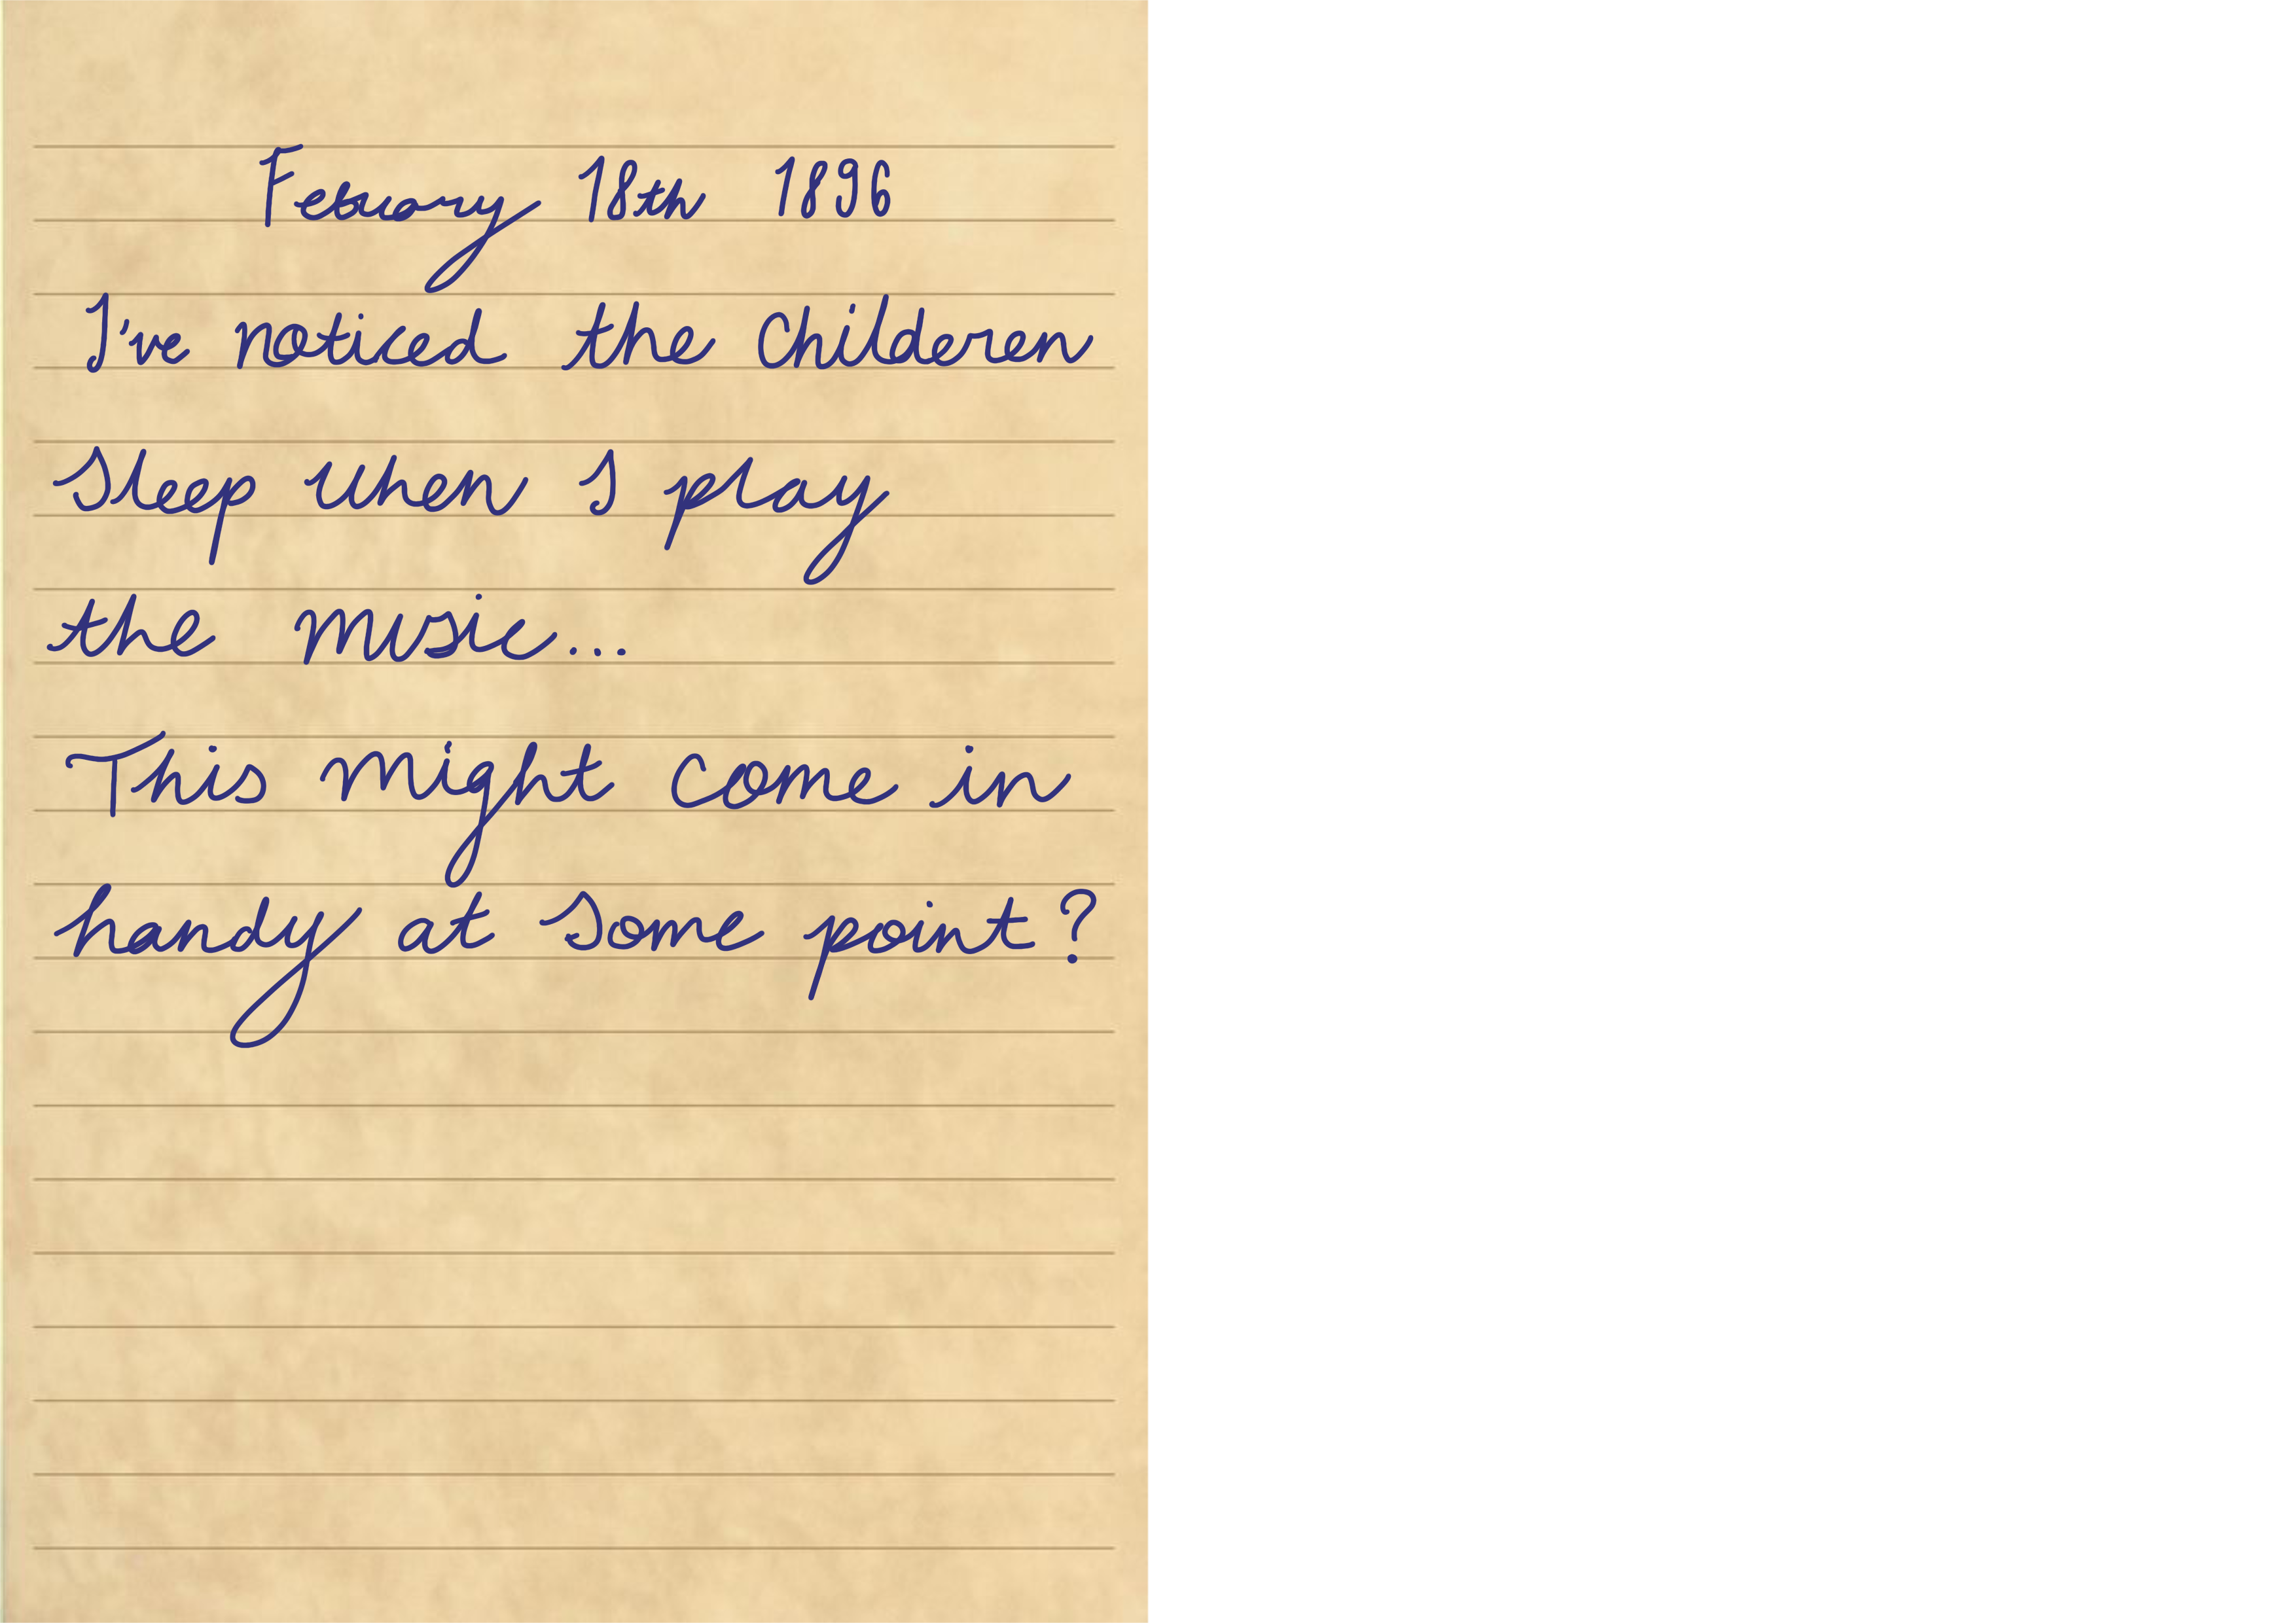 Febuary 18th 1896
I've noticed the Childeren
Sleep when I play
the music...
This might come in
handy at some point?